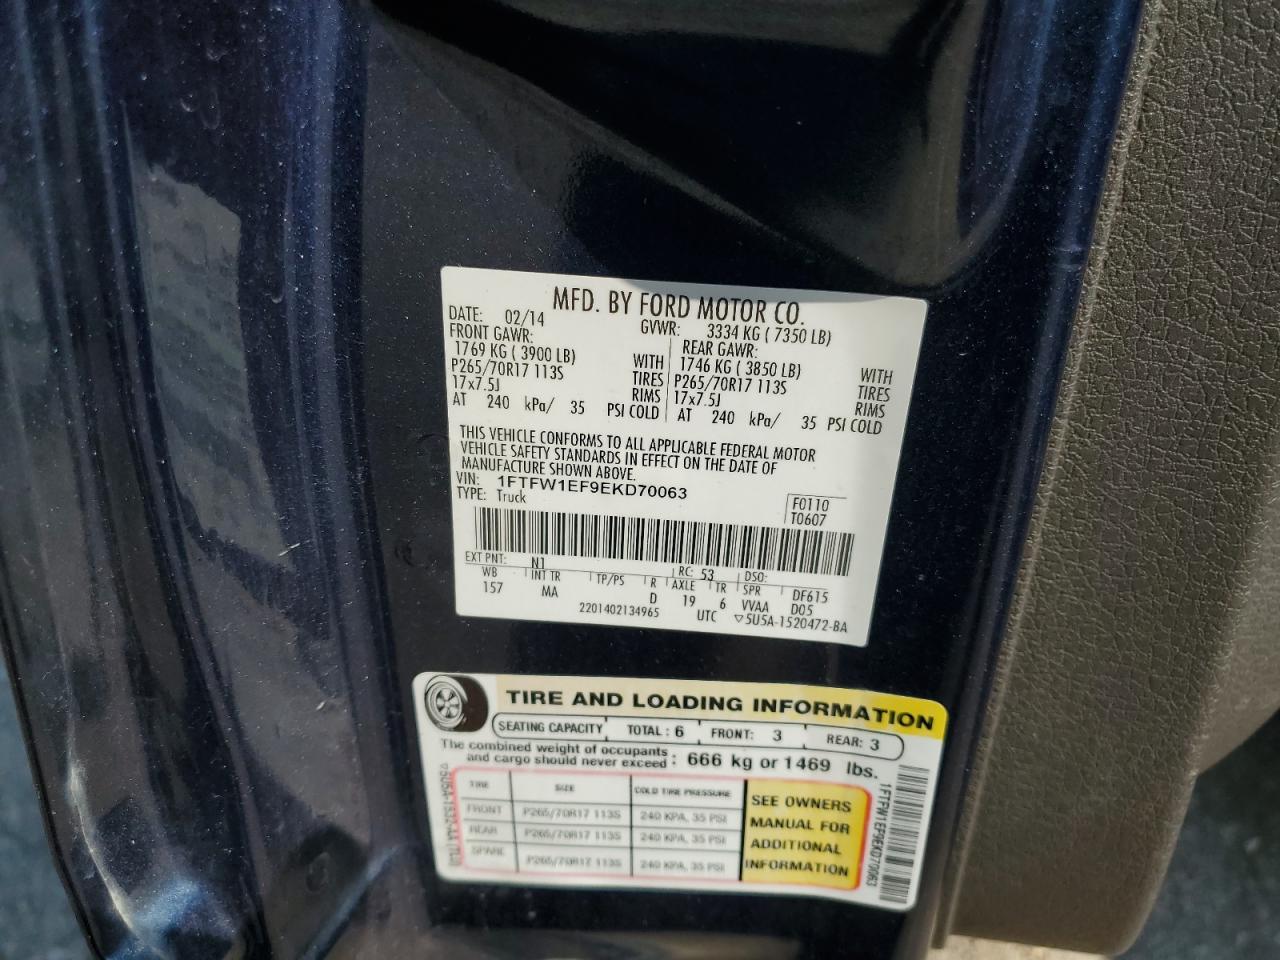 MFD. BY FORD MOTOR CO.
DATE: 02/14 GVWR: 3334 KG ( 7350 LB)
FRONT GAWR: REAR GAWR:
1769 KG ( 3900 LB) WITH 1746 KG ( 3850 LB) WITH
P265/70R17 113S TIRES P265/70R17 113S TIRES
17x7.5J RIMS 17x7.5J RIMS
AT 240 kPa/ 35 PSI COLD AT 240 kPa/ 35 PSI COLD
THIS VEHICLE CONFORMS TO ALL APPLICABLE FEDERAL MOTOR
VEHICLE SAFETY STANDARDS IN EFFECT ON THE DATE OF
MANUFACTURE SHOWN ABOVE.
VIN: 1FTFW1EF9EKD70063
TYPE: Truck
F0110
T0607
EXT PNT: N1 RC: 53 DSO:
WB INT TR TP/PS R AXLE TR SPR DF615
157 MA D 19 6 VVAA D05
2201402134965 UTC ▽5U5A-1520472-BA
TIRE AND LOADING INFORMATION
SEATING CAPACITY TOTAL : 6 FRONT: 3 REAR: 3
The combined weight of occupants
and cargo should never exceed : 666 kg or 1469 lbs.
TIRE SIZE COLD TIRE PRESSURE
FRONT P265/70R17 113S 240 KPA, 35 PSI
REAR P265/70R17 113S 240 KPA, 35 PSI
SPARE P265/70R17 113S 240 KPA, 35 PSI
SEE OWNERS
MANUAL FOR
ADDITIONAL
INFORMATION
1FTFW1EF9EKD70063